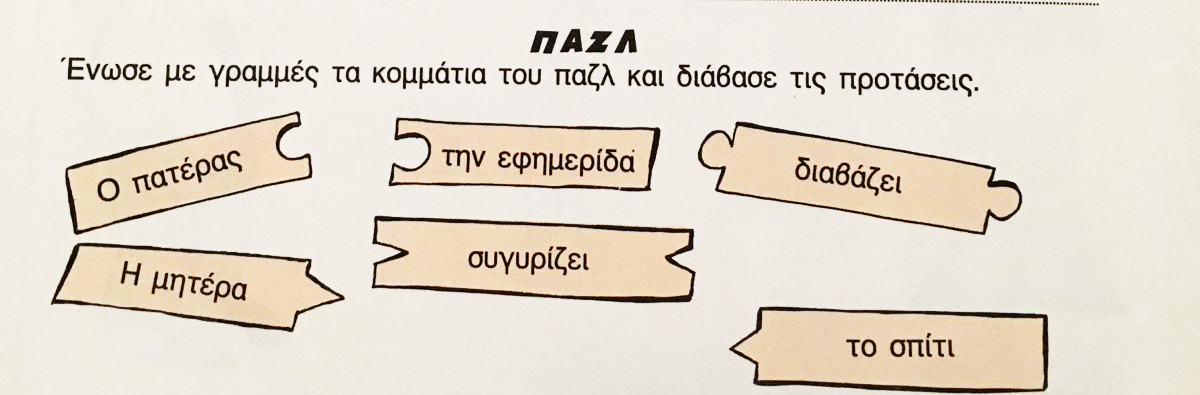 ΠΑΖΛ
Ένωσε με γραμμές τα κομμάτια του παζλ και διάβασε τις προτάσεις.
Ο πατέρας
την εφημερίδα
διαβάζει
Η μητέρα
συγυρίζει
το σπίτι